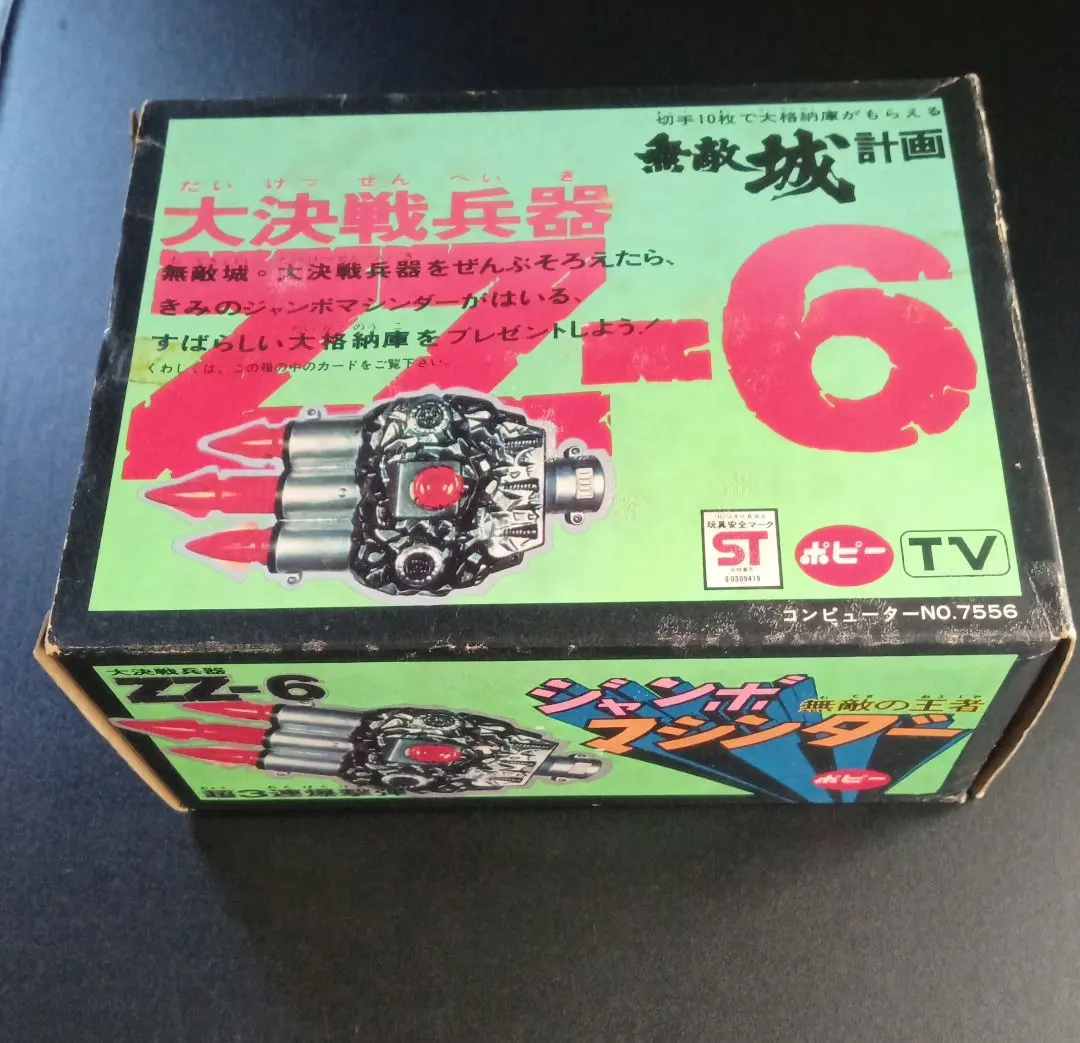 切手10枚で大格納庫がもらえる
無敵城計画
だいけっせんへいき
大決戦兵器
ZZ-6
無敵城。大決戦兵器をぜんぶそろえたら、
きみのジャンボマシンダーがはいる、
すばらしい大格納庫をプレゼントしよう！
くわしくは、この箱の中のカードをご覧下さい。
玩具安全マーク
ST
ポピー
TV
コンピューターNO.7556
大決戦兵器
ZZ-6
ジャンボ
マシンダー
無敵の王者
ポピー